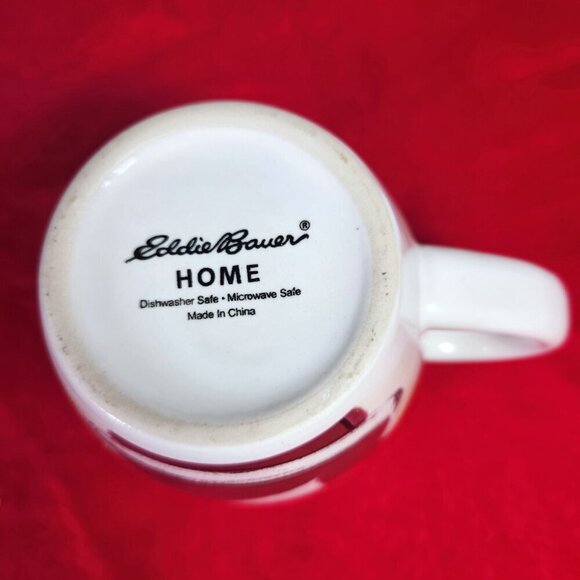 Eddie Bauer®
HOME
Dishwasher Safe • Microwave Safe
Made In China